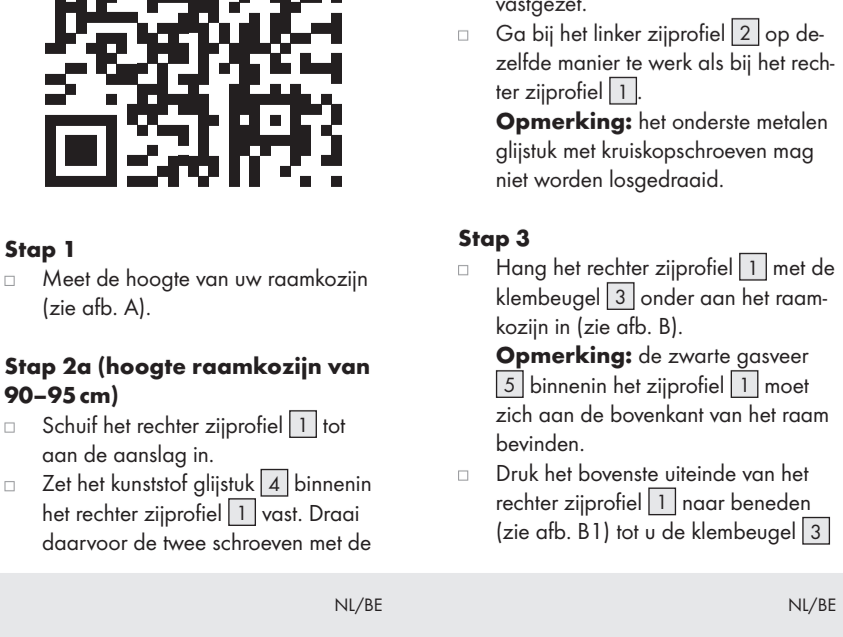 Stap 1
□ Meet de hoogte van uw raamkozijn
(zie afb. A).
Stap 2a (hoogte raamkozijn van
90–95 cm)
□ Schuif het rechter zijprofiel 1 tot
aan de aanslag in.
□ Zet het kunststof glijstuk 4 binnenin
het rechter zijprofiel 1 vast. Draai
daarvoor de twee schroeven met de
NL/BE
vastgezet.
□ Ga bij het linker zijprofiel 2 op de-
zelfde manier te werk als bij het rech-
ter zijprofiel 1.
Opmerking: het onderste metalen
glijstuk met kruiskopschroeven mag
niet worden losgedraaid.
Stap 3
□ Hang het rechter zijprofiel 1 met de
klembeugel 3 onder aan het raam-
kozijn in (zie afb. B).
Opmerking: de zwarte gasveer
5 binnenin het zijprofiel 1 moet
zich aan de bovenkant van het raam
bevinden.
□ Druk het bovenste uiteinde van het
rechter zijprofiel 1 naar beneden
(zie afb. B1) tot u de klembeugel 3
NL/BE